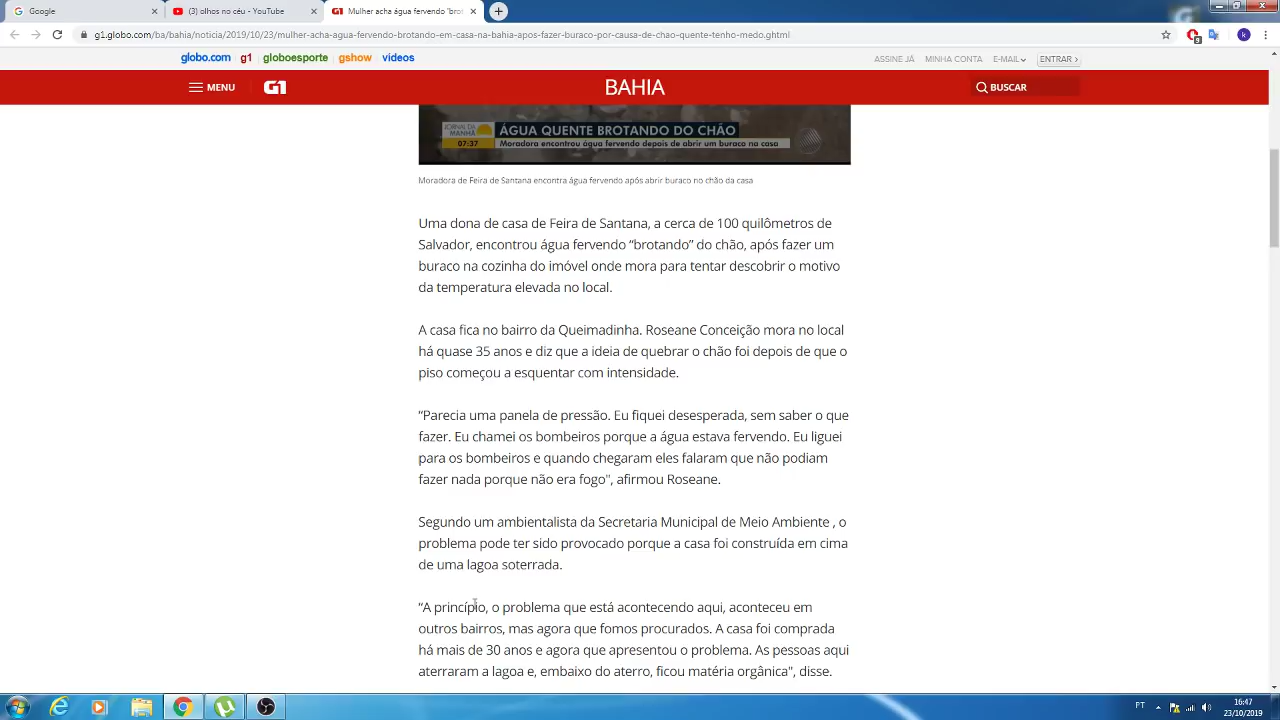 Google
(3) olhos no céu - YouTube
Mulher acha água fervendo 'brot
g1.globo.com/ba/bahia/noticia/2019/10/23/mulher-acha-agua-fervendo-brotando-em-casa-na-bahia-apos-fazer-buraco-por-causa-de-chao-quente-tenho-medo.ghtml
globo.com g1 globoesporte gshow videos
ASSINE JÁ MINHA CONTA E-MAIL ENTRAR ›
MENU G1 BAHIA BUSCAR
JORNAL DA MANHÃ
07:37
ÁGUA QUENTE BROTANDO DO CHÃO
Moradora encontrou água fervendo depois de abrir um buraco na casa
Moradora de Feira de Santana encontra água fervendo após abrir buraco no chão da casa
Uma dona de casa de Feira de Santana, a cerca de 100 quilômetros de
Salvador, encontrou água fervendo “brotando” do chão, após fazer um
buraco na cozinha do imóvel onde mora para tentar descobrir o motivo
da temperatura elevada no local.
A casa fica no bairro da Queimadinha. Roseane Conceição mora no local
há quase 35 anos e diz que a ideia de quebrar o chão foi depois de que o
piso começou a esquentar com intensidade.
“Parecia uma panela de pressão. Eu fiquei desesperada, sem saber o que
fazer. Eu chamei os bombeiros porque a água estava fervendo. Eu liguei
para os bombeiros e quando chegaram eles falaram que não podiam
fazer nada porque não era fogo", afirmou Roseane.
Segundo um ambientalista da Secretaria Municipal de Meio Ambiente , o
problema pode ter sido provocado porque a casa foi construída em cima
de uma lagoa soterrada.
“A princípio, o problema que está acontecendo aqui, aconteceu em
outros bairros, mas agora que fomos procurados. A casa foi comprada
há mais de 30 anos e agora que apresentou o problema. As pessoas aqui
aterraram a lagoa e, embaixo do aterro, ficou matéria orgânica", disse.
PT
16:47
23/10/2019